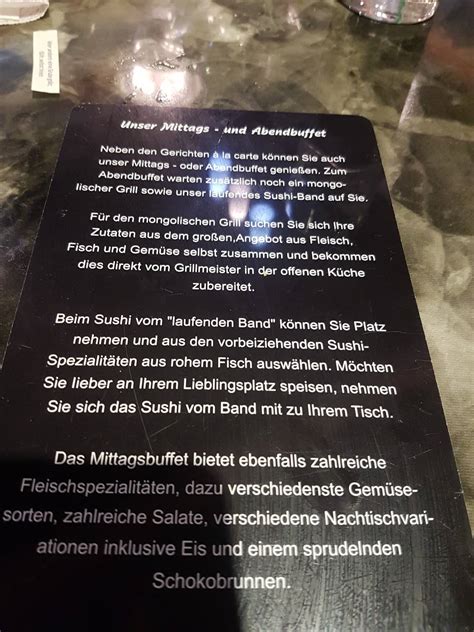 Unser Mittags - und Abendbuffet
Neben den Gerichten à la carte können Sie auch
unser Mittags - oder Abendbuffet genießen. Zum
Abendbuffet warten zusätzlich noch ein mongo-
lischer Grill sowie unser laufendes Sushi-Band auf Sie.
Für den mongolischen Grill suchen Sie sich Ihre
Zutaten aus dem großen,Angebot aus Fleisch,
Fisch und Gemüse selbst zusammen und bekommen
dies direkt vom Grillmeister in der offenen Küche
zubereitet.
Beim Sushi vom "laufenden Band" können Sie Platz
nehmen und aus den vorbeiziehenden Sushi-
Spezialitäten aus rohem Fisch auswählen. Möchten
Sie lieber an Ihrem Lieblingsplatz speisen, nehmen
Sie sich das Sushi vom Band mit zu Ihrem Tisch.
Das Mittagsbuffet bietet ebenfalls zahlreiche
Fleischspezialitäten, dazu verschiedenste Gemüse-
sorten, zahlreiche Salate, verschiedene Nachtischvari-
ationen inklusive Eis und einem sprudelnden
Schokobrunnen.